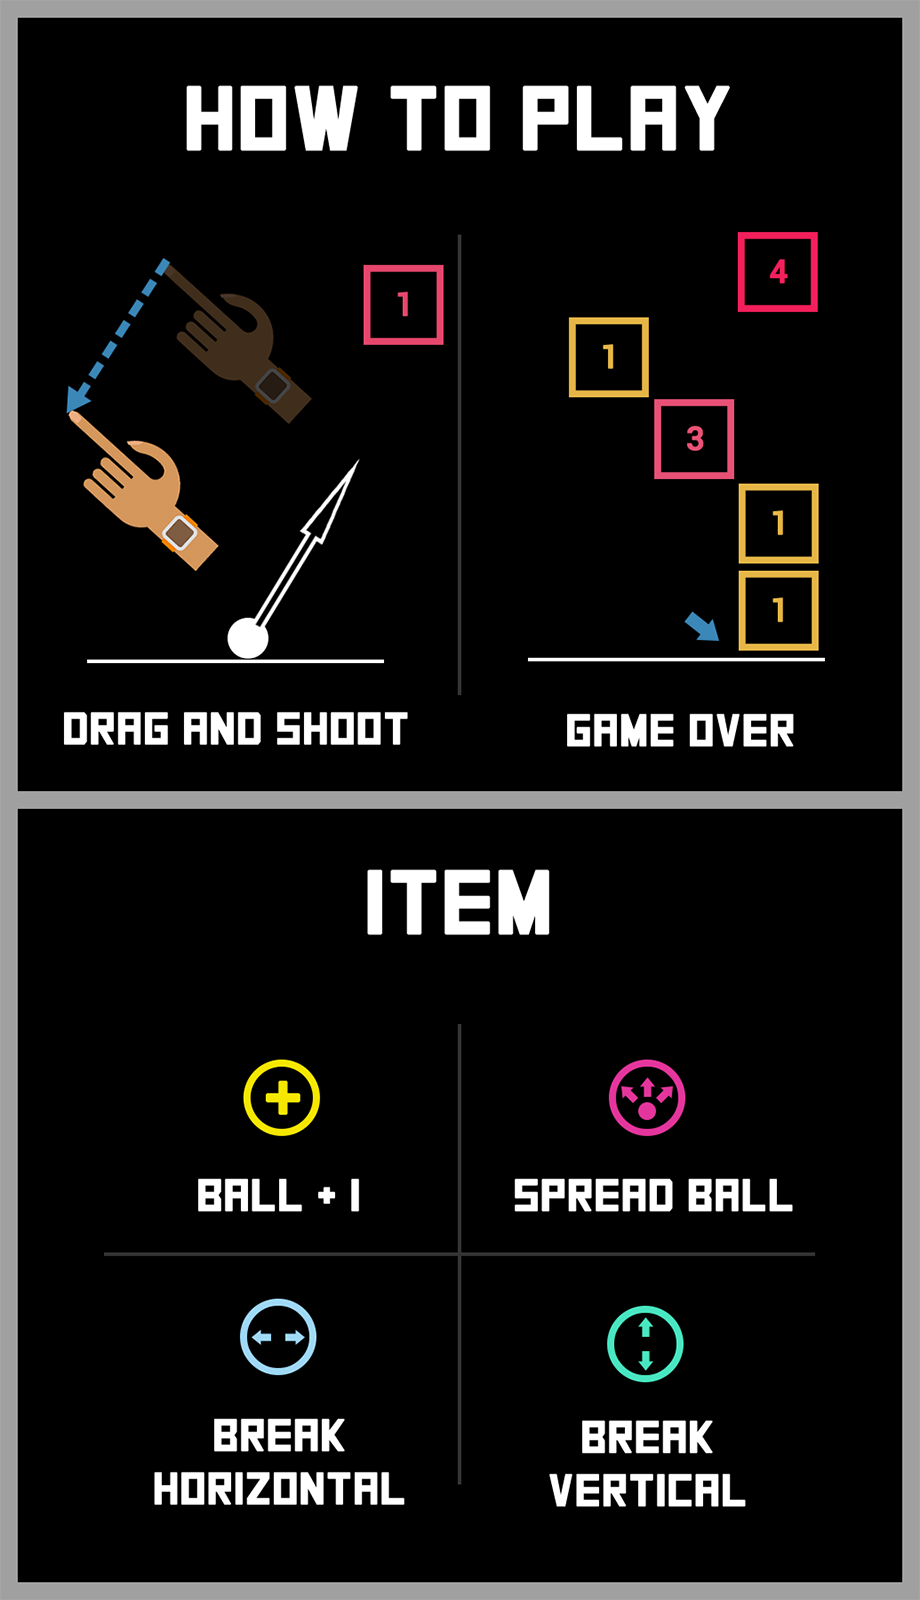 HOW TO PLAY
1
DRAG AND SHOOT
4
1
3
1
1
GAME OVER
ITEM
BALL + 1
SPREAD BALL
BREAK
HORIZONTAL
BREAK
VERTICAL